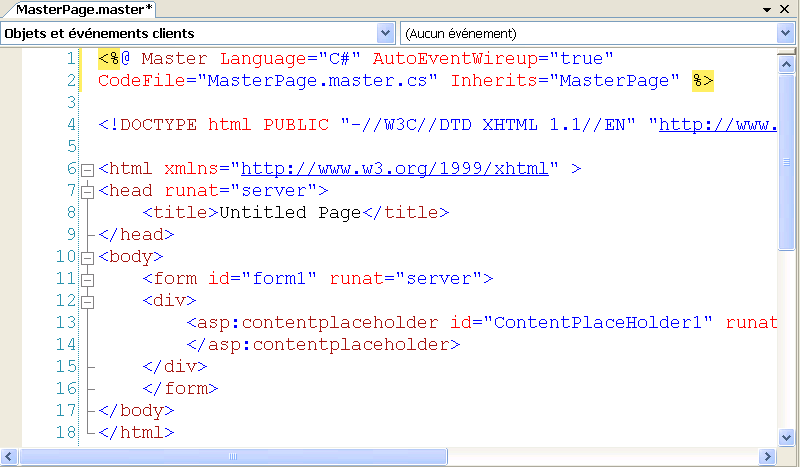 MasterPage.master*
Objets et événements clients (Aucun événement)
1 <%@ Master Language="C#" AutoEventWireup="true"
2 CodeFile="MasterPage.master.cs" Inherits="MasterPage" %>
3
4 <!DOCTYPE html PUBLIC "-//W3C//DTD XHTML 1.1//EN" "http://www.
5
6 <html xmlns="http://www.w3.org/1999/xhtml" >
7 <head runat="server">
8 <title>Untitled Page</title>
9 </head>
10 <body>
11 <form id="form1" runat="server">
12 <div>
13 <asp:contentplaceholder id="ContentPlaceHolder1" runat
14 </asp:contentplaceholder>
15 </div>
16 </form>
17 </body>
18 </html>